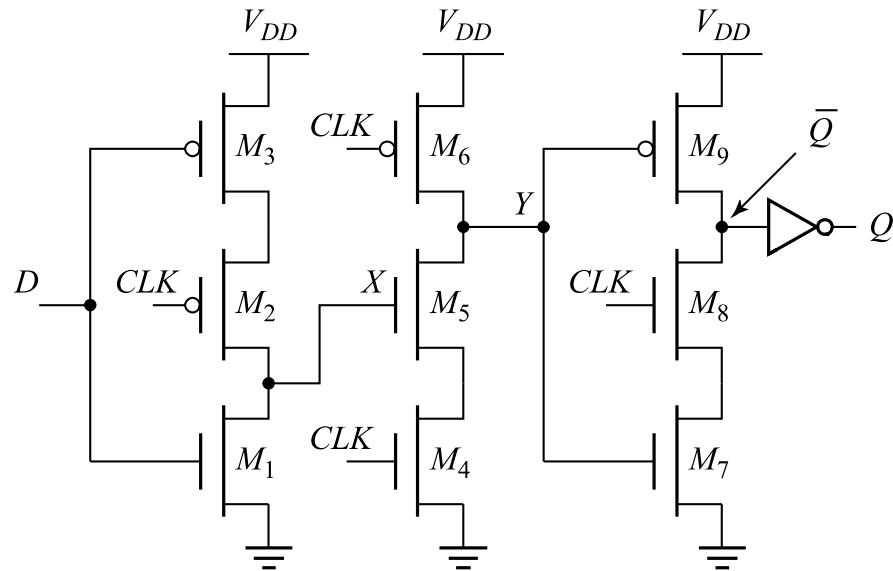 V_DD V_DD V_DD
CLK Q̅
M_3 M_6 M_9
Y
Q
D CLK X CLK
M_2 M_5 M_8
CLK
M_1 M_4 M_7